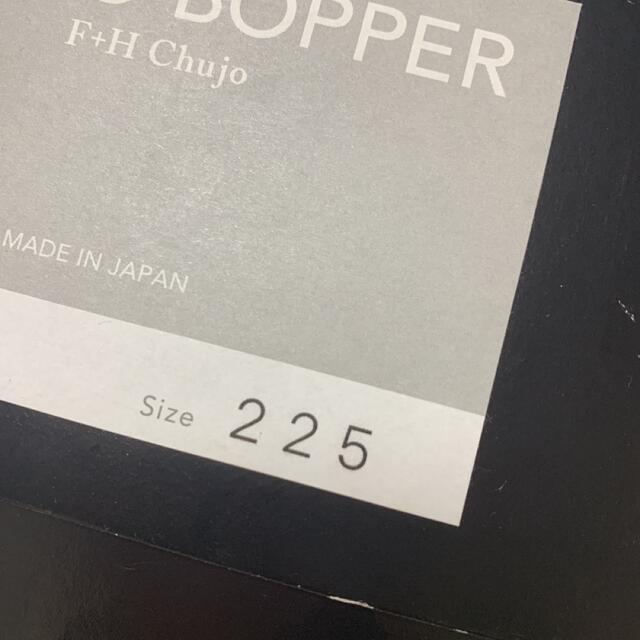 BOPPER
F+H Chujo
MADE IN JAPAN
Size 225